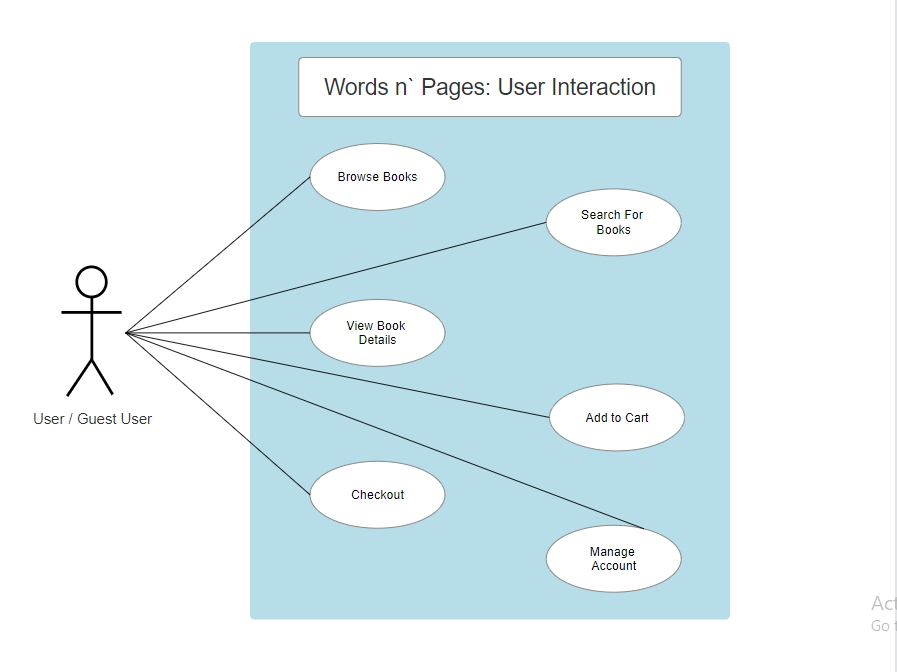 Words n` Pages: User Interaction
Browse Books
Search For
Books
View Book
Details
User / Guest User
Add to Cart
Checkout
Manage
Account
Act
Go t